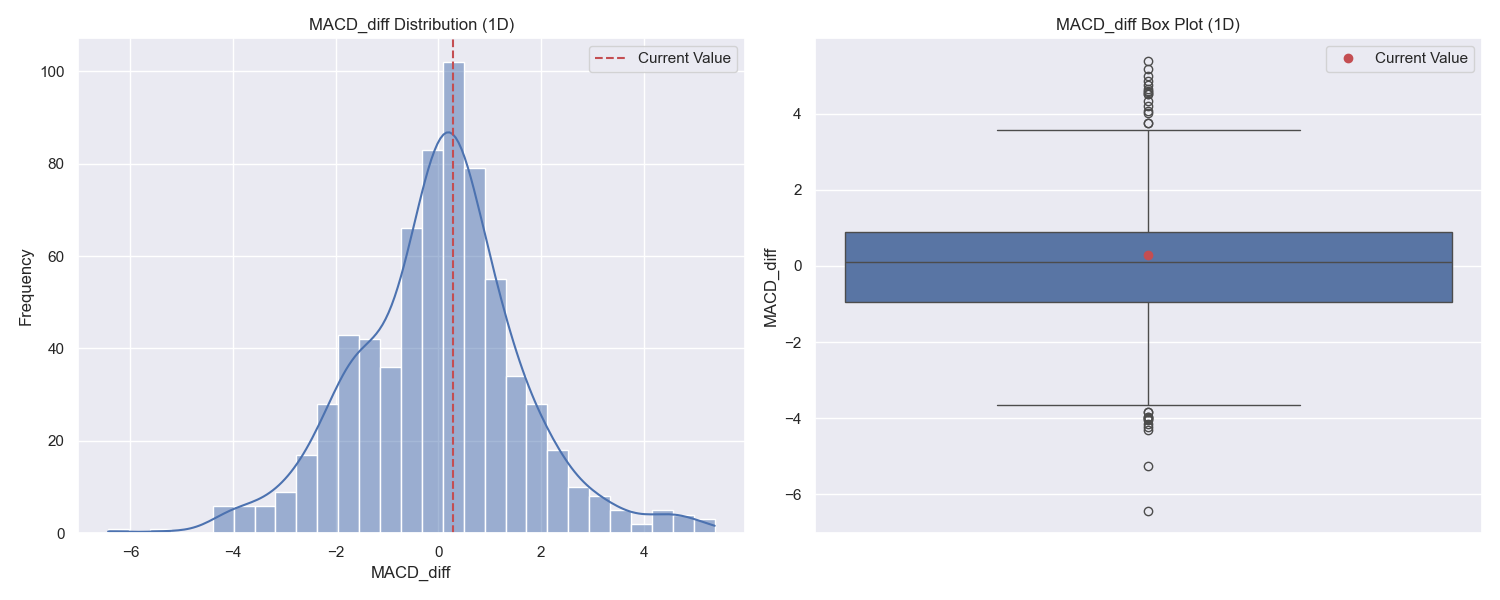 MACD_diff Distribution (1D)
Current Value
100
80
60
40
20
0
Frequency
−6
−4
−2
0
2
4
MACD_diff
MACD_diff Box Plot (1D)
Current Value
4
2
0
−2
−4
−6
MACD_diff